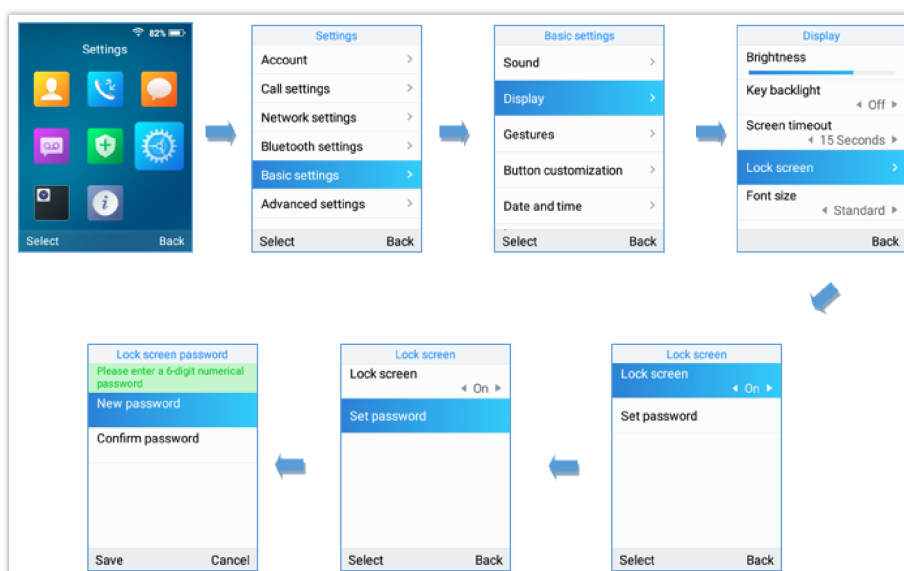 82%
Settings
Select Back
Settings
Account
Call settings
Network settings
Bluetooth settings
Basic settings
Advanced settings
Select Back
Basic settings
Sound
Display
Gestures
Button customization
Date and time
Select Back
Display
Brightness
Key backlight
Off
Screen timeout
15 Seconds
Lock screen
Font size
Standard
Back
Lock screen
Lock screen
On
Set password
Select Back
Lock screen
Lock screen
On
Set password
Select Back
Lock screen password
Please enter a 6-digit numerical
password
New password
Confirm password
Save Cancel